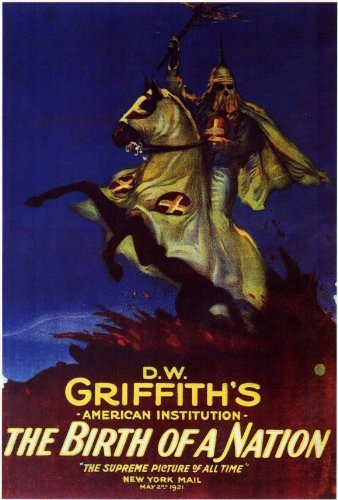 D.W.
GRIFFITH'S
- AMERICAN INSTITUTION -
THE BIRTH OF A NATION
"THE SUPREME PICTURE OF ALL TIME"
NEW YORK MAIL
MAY 2ND 1921